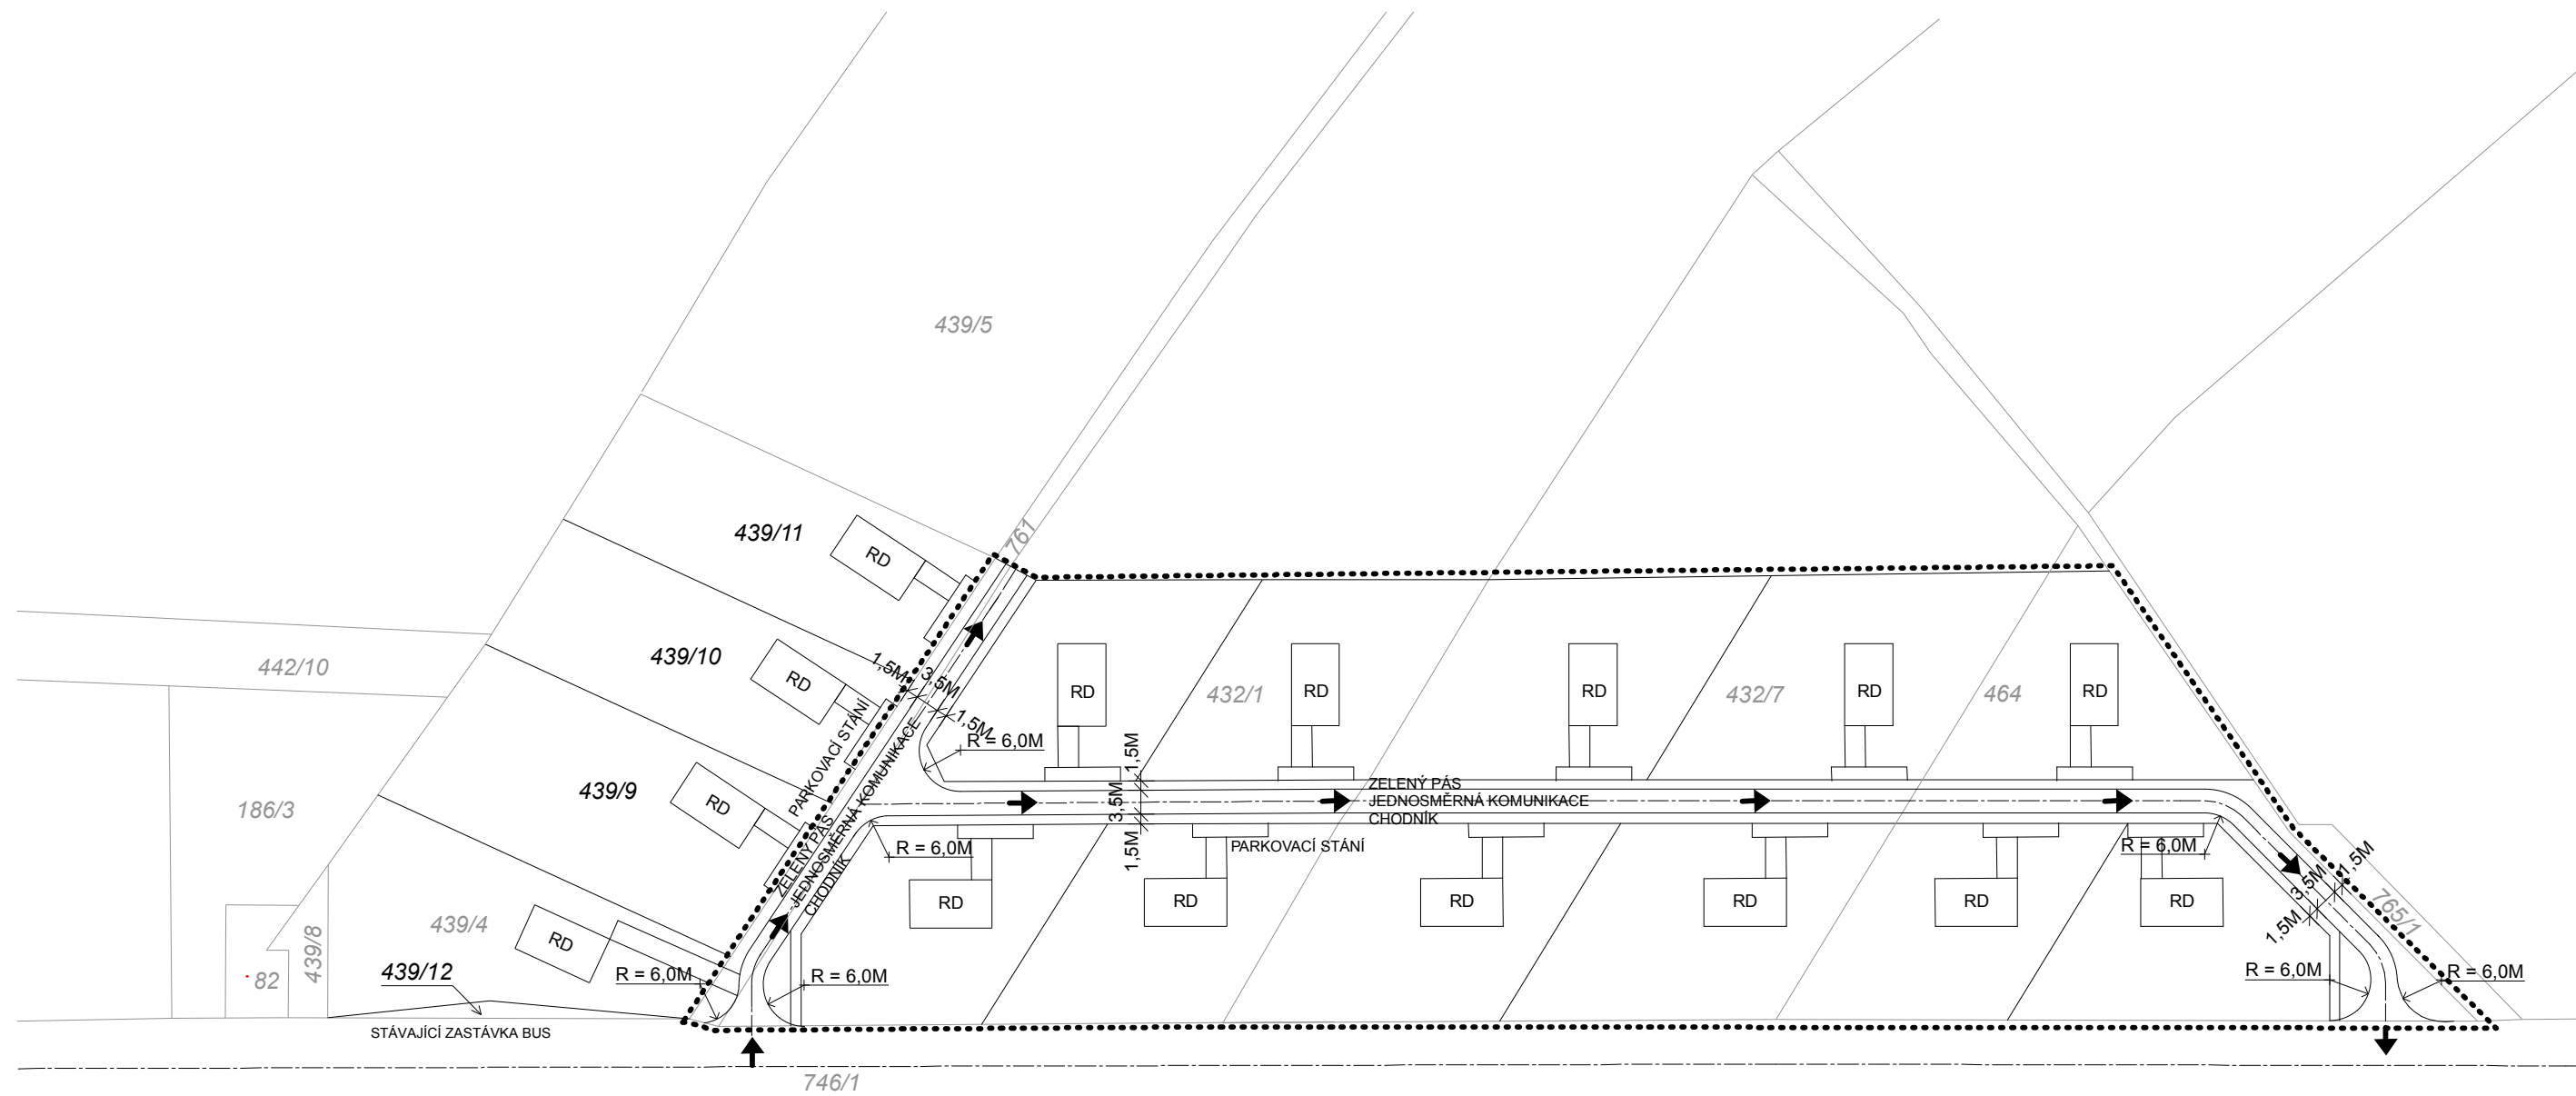 439/5
761
439/11
RD
439/10
RD
442/10
1,5M
3,5M
1,5M
R = 6,0M
PARKOVACÍ STÁNÍ
ZELENÝ PÁS
JEDNOSMĚRNÁ KOMUNIKACE
CHODNÍK
439/9
RD
186/3
RD
432/1
RD
RD
432/7
RD
464
RD
1,5M
3,5M
1,5M
ZELENÝ PÁS
JEDNOSMĚRNÁ KOMUNIKACE
CHODNÍK
PARKOVACÍ STÁNÍ
R = 6,0M
R = 6,0M
1,5M
3,5M
1,5M
765/1
RD
RD
RD
RD
RD
RD
439/4
RD
439/8
82
439/12
R = 6,0M
R = 6,0M
R = 6,0M
R = 6,0M
STÁVAJÍCÍ ZASTÁVKA BUS
746/1